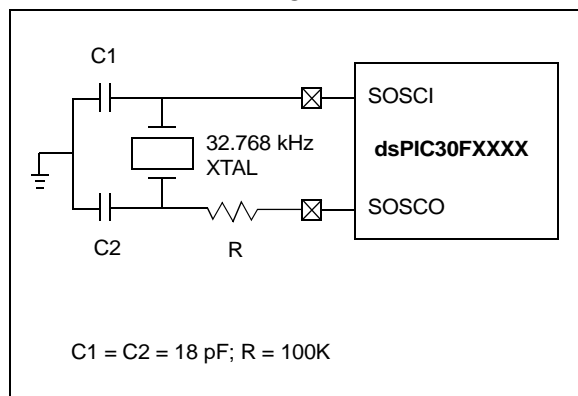 C1
SOSCI
32.768 kHz
XTAL
dsPIC30FXXXX
SOSCO
C2
R
C1 = C2 = 18 pF; R = 100K